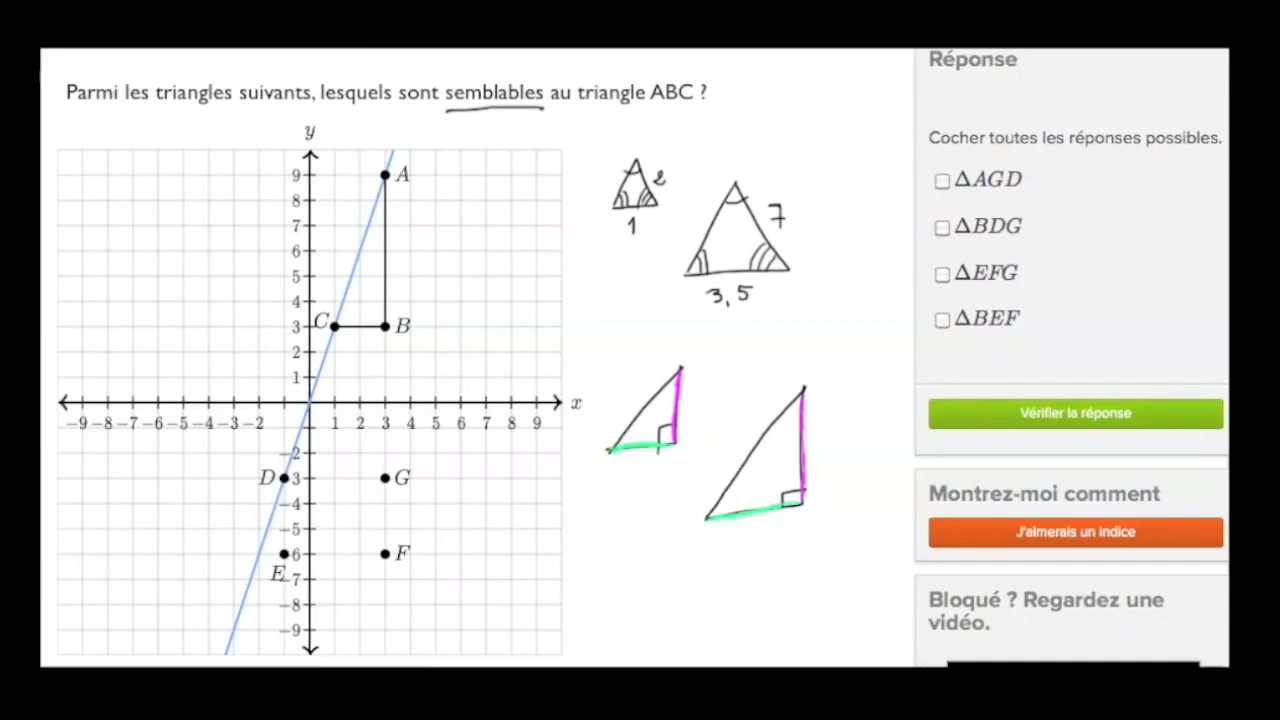 Parmi les triangles suivants, lesquels sont semblables au triangle ABC ?
y
9
8
7
6
5
4
3
2
1
A
C
B
x
−9 −8 −7 −6 −5 −4 −3 −2
1 2 3 4 5 6 7 8 9
−2
D
3
G
−4
−5
6
F
E
−7
−8
−9
2
1
7
3,5
Réponse
Cocher toutes les réponses possibles.
ΔAGD
ΔBDG
ΔEFG
ΔBEF
Vérifier la réponse
Montrez-moi comment
J'aimerais un indice
Bloqué ? Regardez une
vidéo.